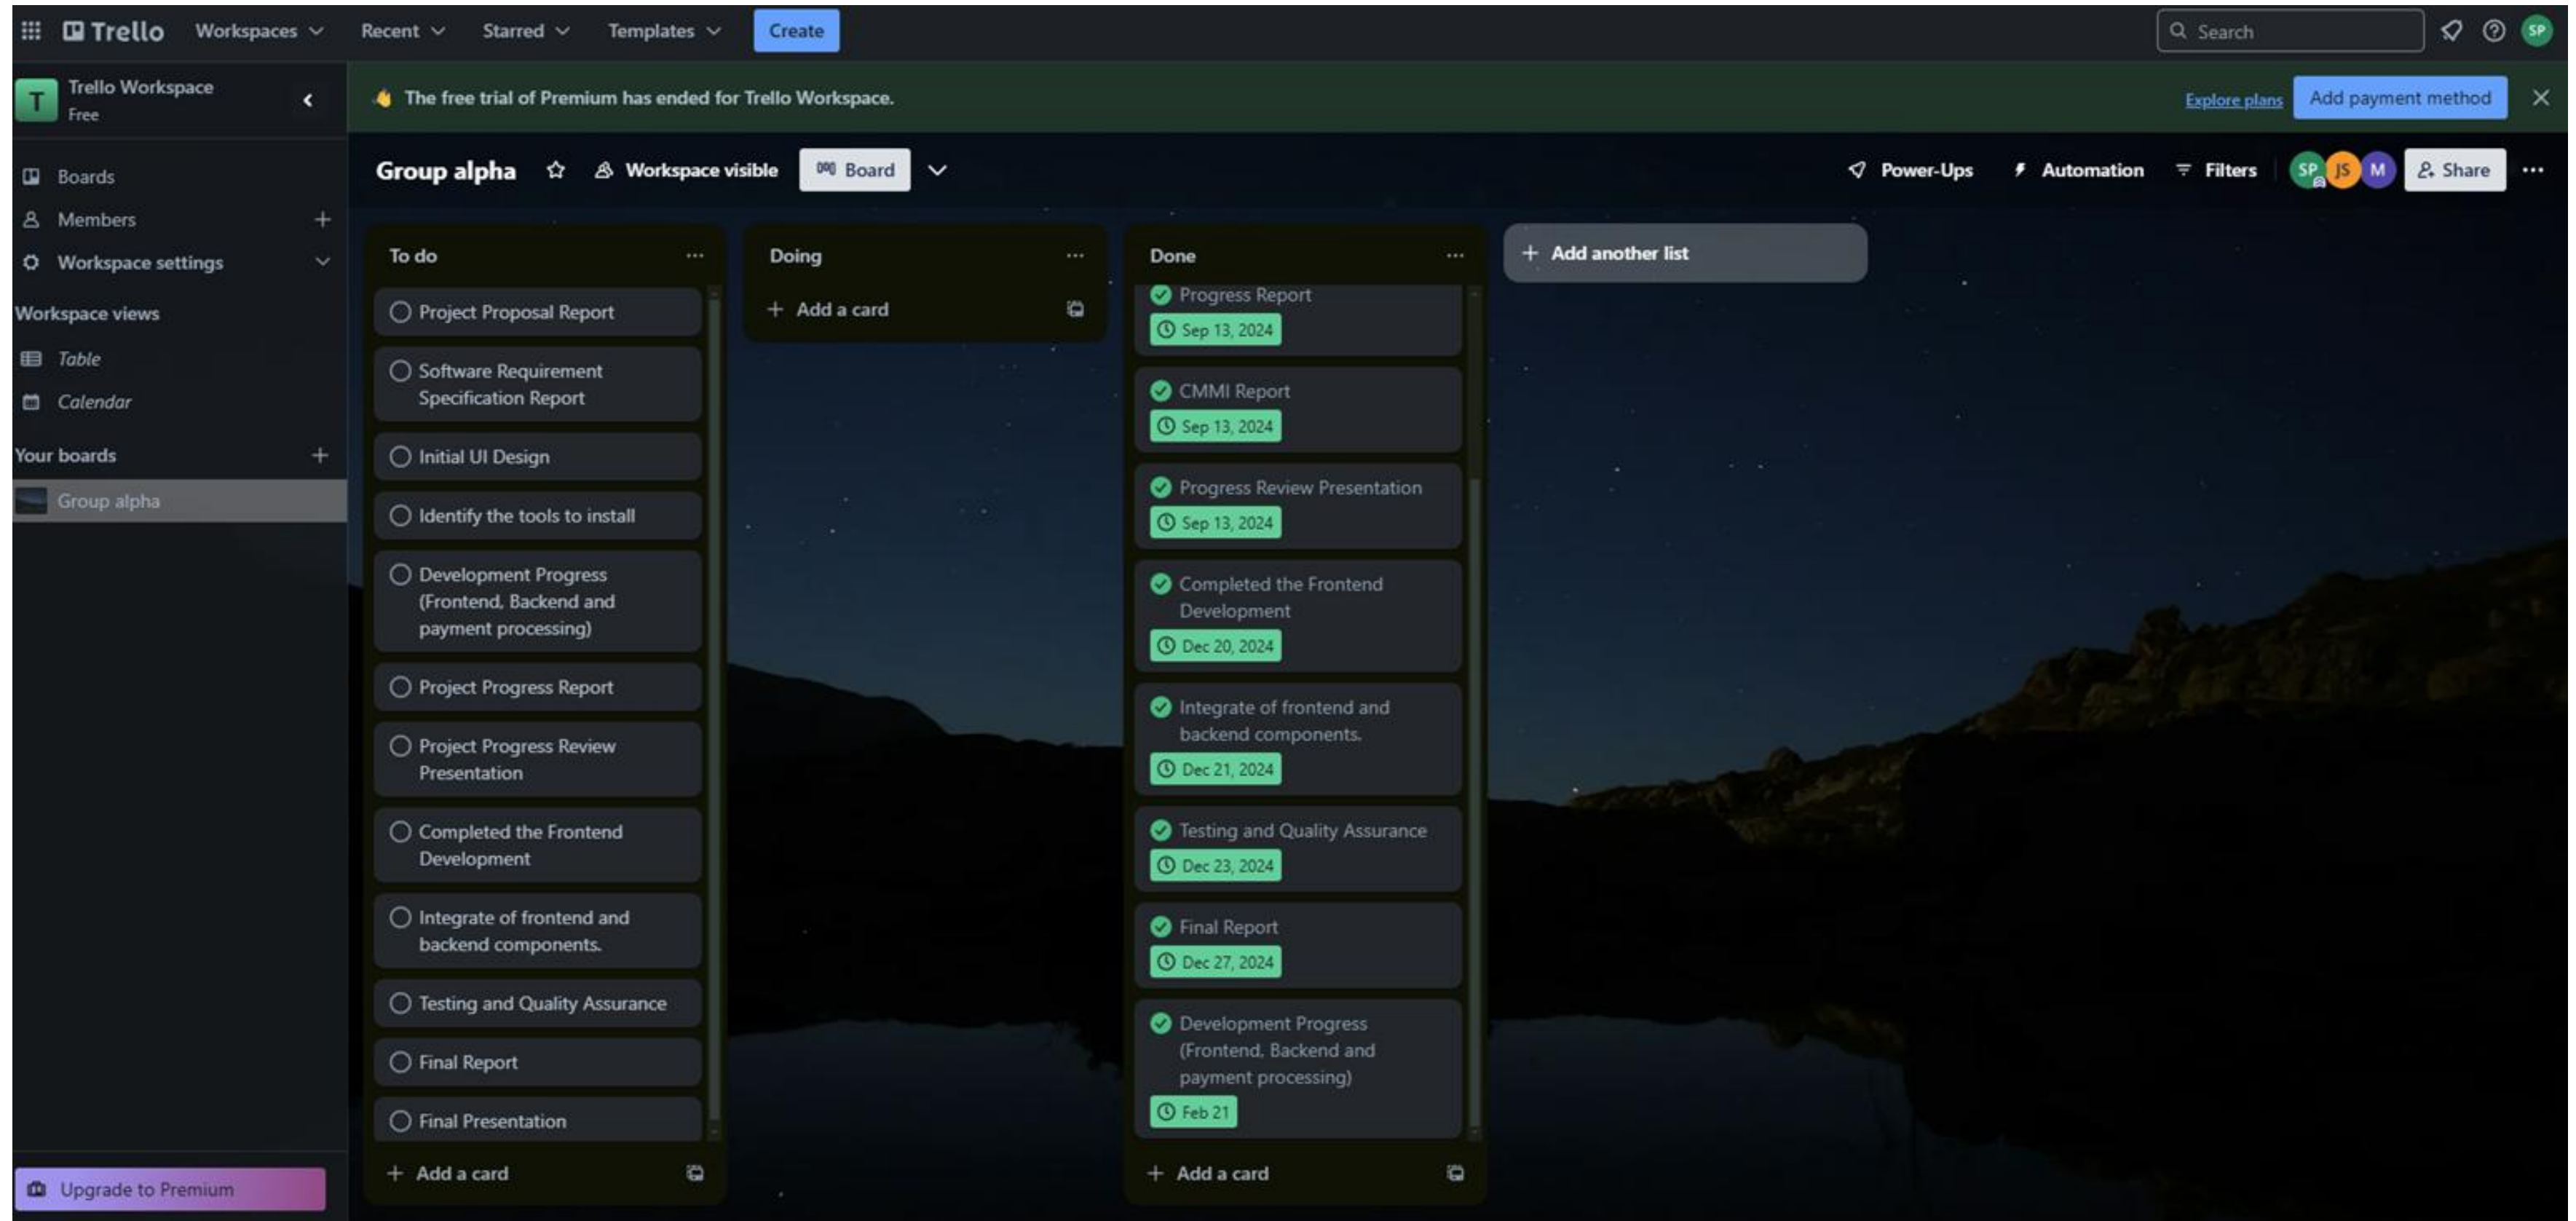 Trello Workspaces Recent Starred Templates Create Search SP
T Trello Workspace
Free
The free trial of Premium has ended for Trello Workspace. Explore plans Add payment method
Group alpha Workspace visible Board Power-Ups Automation Filters SP JS M Share
Boards
Members
Workspace settings
Workspace views
Table
Calendar
Your boards
Group alpha
Upgrade to Premium
To do
Project Proposal Report
Software Requirement
Specification Report
Initial UI Design
Identify the tools to install
Development Progress
(Frontend, Backend and
payment processing)
Project Progress Report
Project Progress Review
Presentation
Completed the Frontend
Development
Integrate of frontend and
backend components.
Testing and Quality Assurance
Final Report
Final Presentation
+ Add a card
Doing
+ Add a card
Done
Progress Report
Sep 13, 2024
CMMI Report
Sep 13, 2024
Progress Review Presentation
Sep 13, 2024
Completed the Frontend
Development
Dec 20, 2024
Integrate of frontend and
backend components.
Dec 21, 2024
Testing and Quality Assurance
Dec 23, 2024
Final Report
Dec 27, 2024
Development Progress
(Frontend, Backend and
payment processing)
Feb 21
+ Add a card
+ Add another list